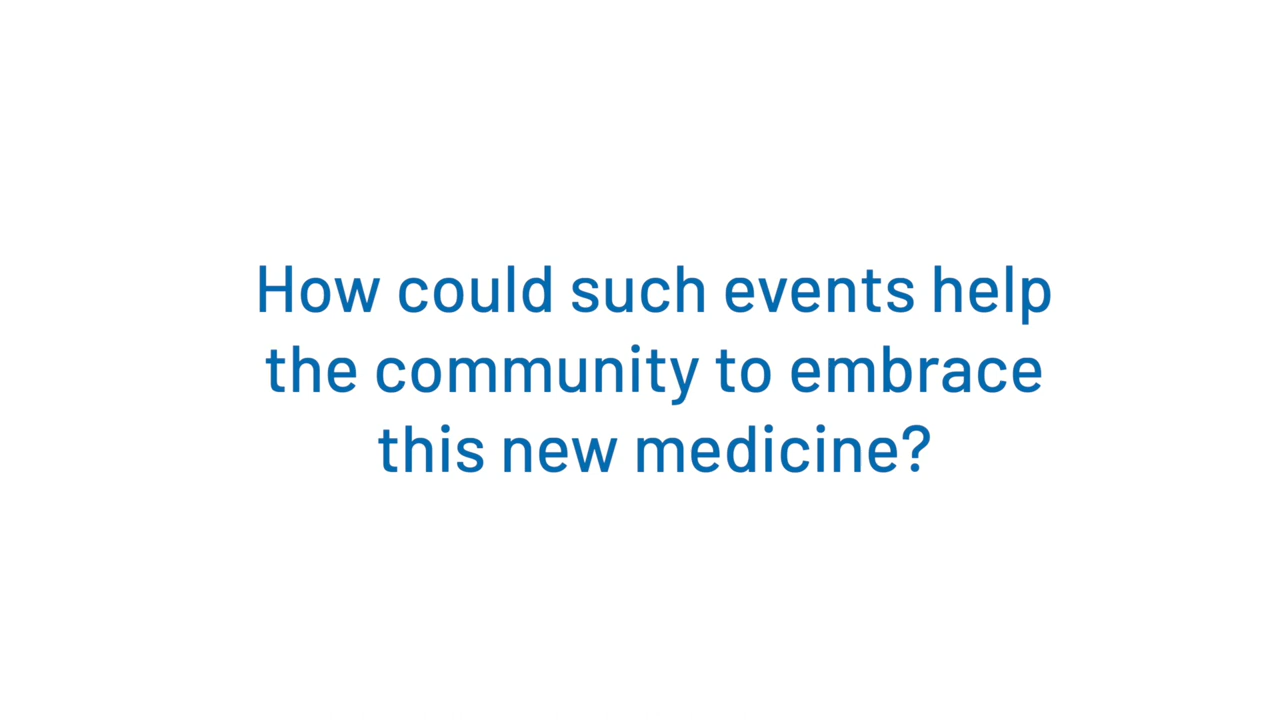 How could such events help
the community to embrace
this new medicine?